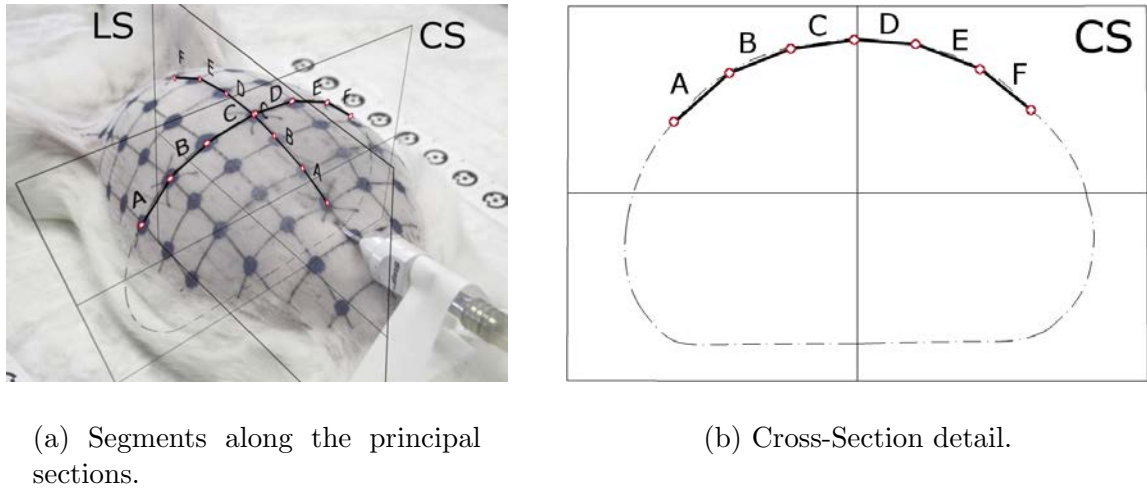 LS
CS
F
E
D
C
B
A
C
D
E
F
B
A
CS
A
B
C
D
E
F
(a) Segments along the principal
sections.
(b) Cross-Section detail.